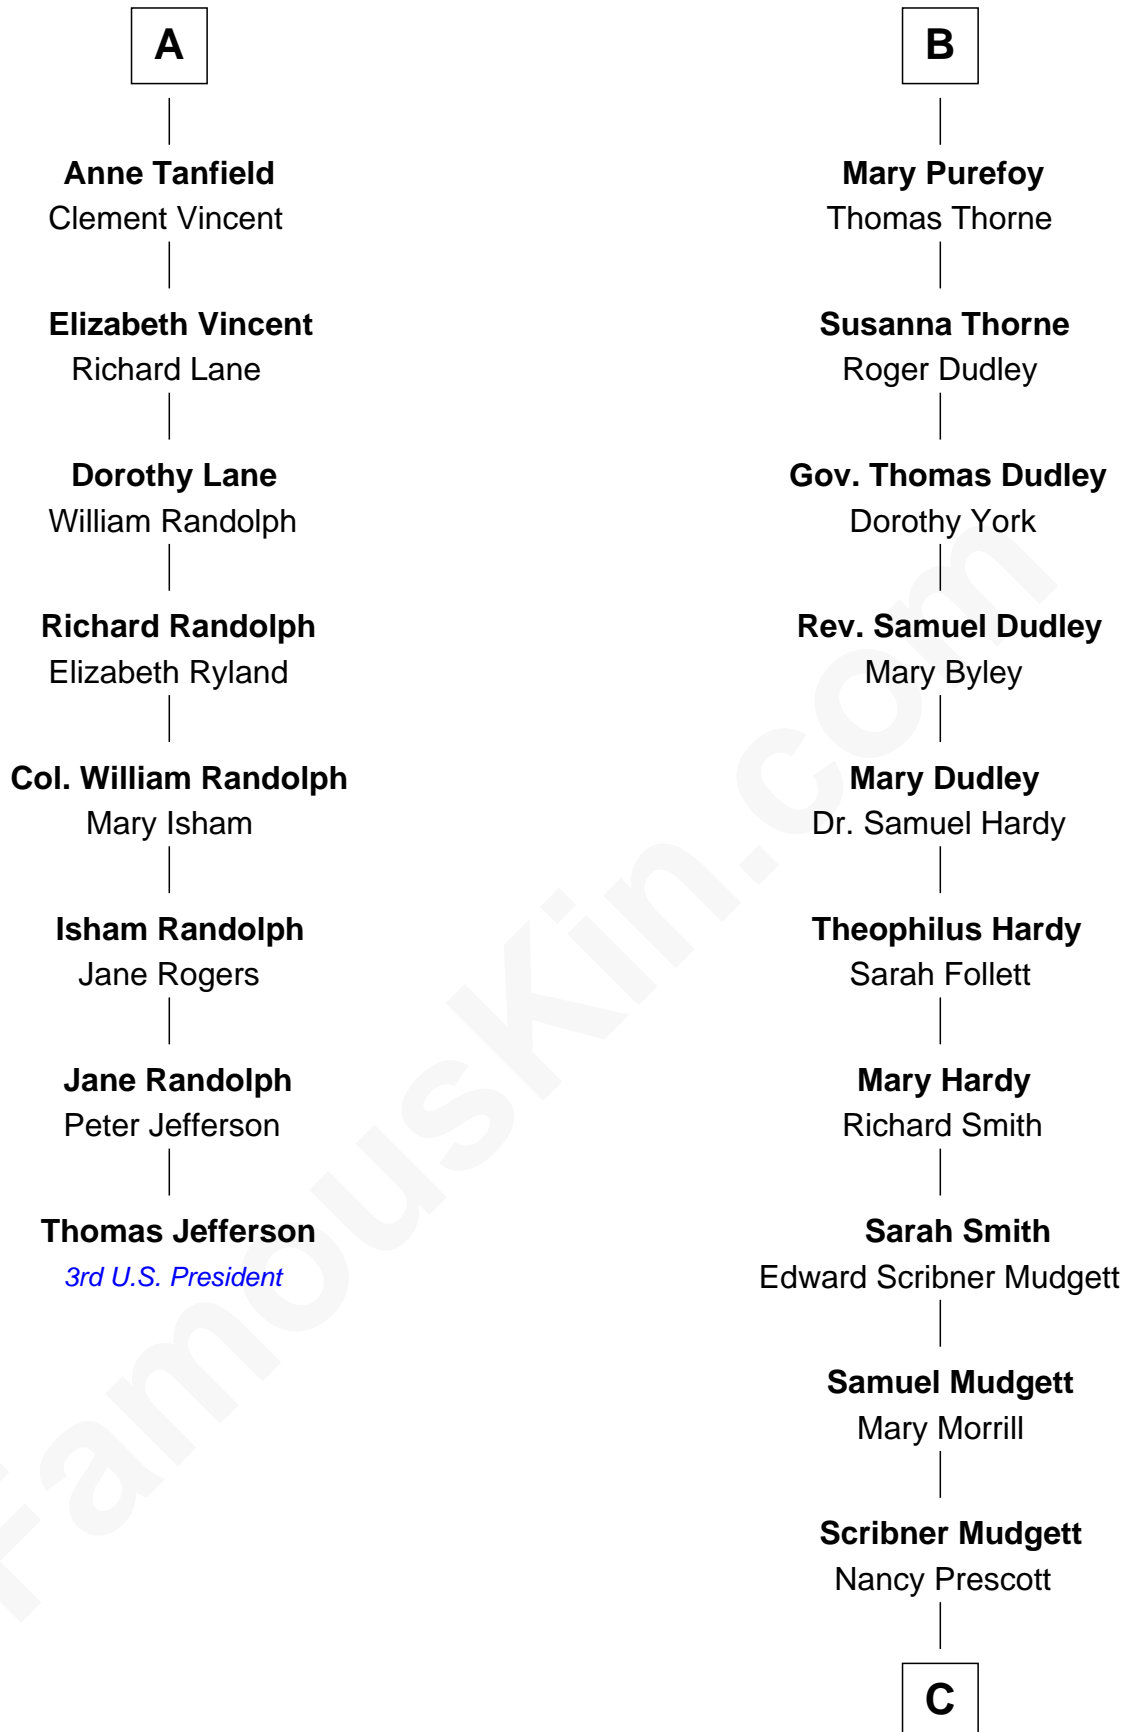 A
Anne Tanfield
Clement Vincent
Elizabeth Vincent
Richard Lane
Dorothy Lane
William Randolph
Richard Randolph
Elizabeth Ryland
Col. William Randolph
Mary Isham
Isham Randolph
Jane Rogers
Jane Randolph
Peter Jefferson
Thomas Jefferson
3rd U.S. President
B
Mary Purefoy
Thomas Thorne
Susanna Thorne
Roger Dudley
Gov. Thomas Dudley
Dorothy York
Rev. Samuel Dudley
Mary Byley
Mary Dudley
Dr. Samuel Hardy
Theophilus Hardy
Sarah Follett
Mary Hardy
Richard Smith
Sarah Smith
Edward Scribner Mudgett
Samuel Mudgett
Mary Morrill
Scribner Mudgett
Nancy Prescott
C
FamousKin.com